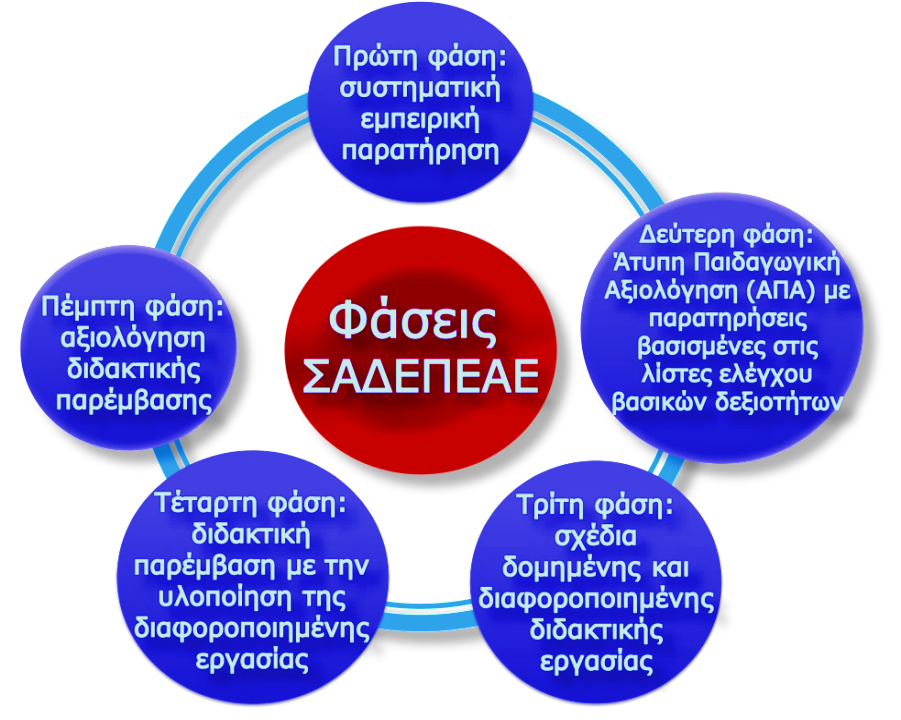 Πρώτη φάση:
συστηματική
εμπειρική
παρατήρηση
Δεύτερη φάση:
Άτυπη Παιδαγωγική
Αξιολόγηση (ΑΠΑ) με
παρατηρήσεις
βασισμένες στις
λίστες ελέγχου
βασικών δεξιοτήτων
Τρίτη φάση:
σχέδια
δομημένης και
διαφοροποιημένης
διδακτικής
εργασίας
Τέταρτη φάση:
διδακτική
παρέμβαση με την
υλοποίηση της
διαφοροποιημένης
εργασίας
Πέμπτη φάση:
αξιολόγηση
διδακτικής
παρέμβασης
Φάσεις
ΣΑΔΕΠΕΑΕ